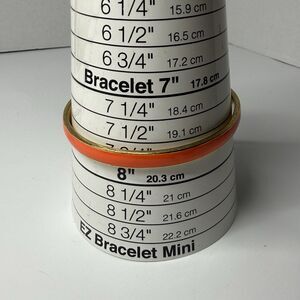 6 1/4" 15.9 cm
6 1/2" 16.5 cm
6 3/4" 17.2 cm
Bracelet 7" 17.8 cm
7 1/4" 18.4 cm
7 1/2" 19.1 cm
8" 20.3 cm
8 1/4" 21 cm
8 1/2" 21.6 cm
8 3/4" 22.2 cm
EZ Bracelet Mini